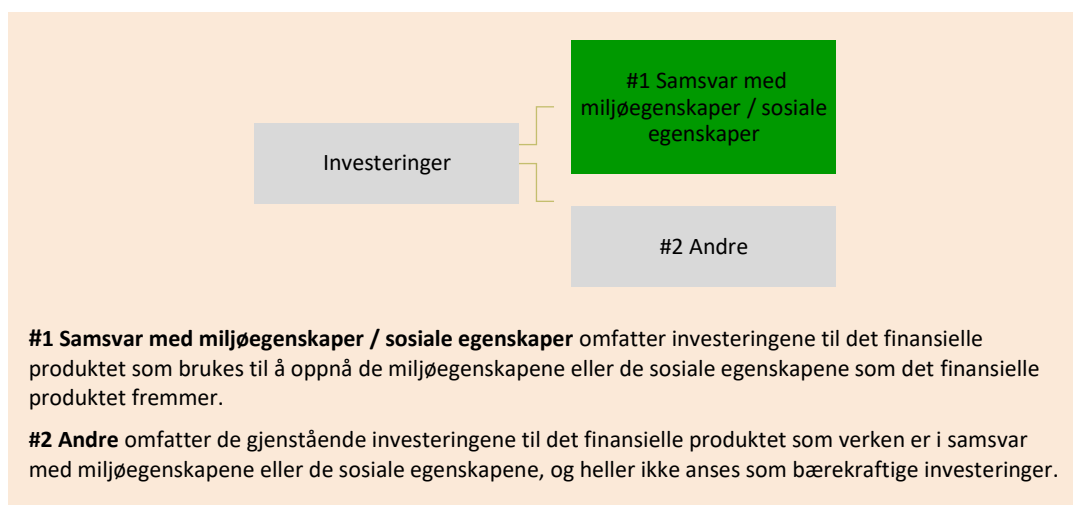 #1 Samsvar med
miljøegenskaper / sosiale
egenskaper
Investeringer
#2 Andre
#1 Samsvar med miljøegenskaper / sosiale egenskaper omfatter investeringene til det finansielle
produktet som brukes til å oppnå de miljøegenskapene eller de sosiale egenskapene som det finansielle
produktet fremmer.
#2 Andre omfatter de gjenstående investeringene til det finansielle produktet som verken er i samsvar
med miljøegenskapene eller de sosiale egenskapene, og heller ikke anses som bærekraftige investeringer.